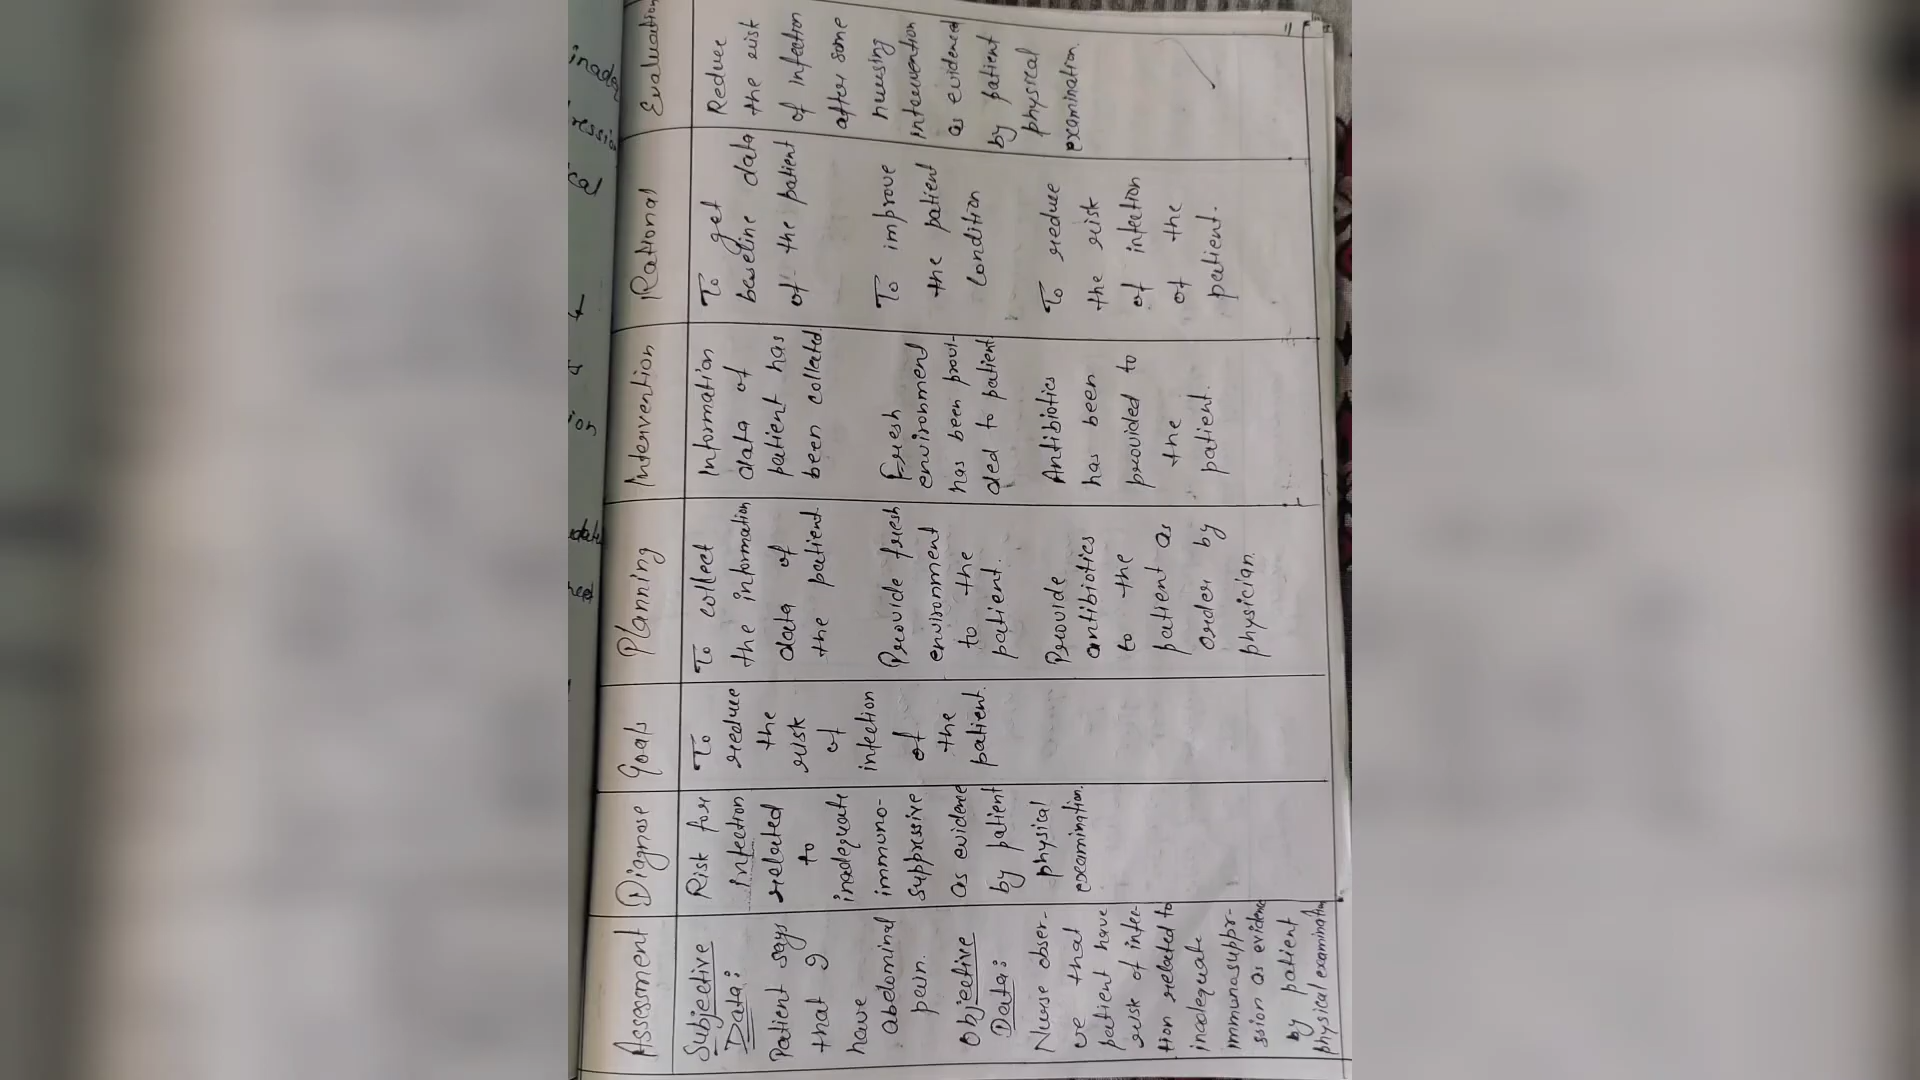 Assessment
Subjective
Data:
Patient says
that I
have
abdominal
pain.
Objective
Data:
Nurse obser-
ve that
patient have
risk of infec-
tion related to
inadequate
immunosuppr-
ssion as evidence
by patient
physical examination
Diagnose
Risk for
infection
related
to
inadequate
immuno-
suppressive
as evidence
by patient
physical
examination.
Goals
To
reduce
the
risk
of
infection
of
the
patient.
Planning
To collect
the information
data of
the patient.
Provide fresh
environment
to the
patient.
Provide
antibiotics
to the
patient as
order by
physician.
Intervention
Information
data of
patient has
been collected.
Fresh
environment
has been provi-
ded to patient
Antibiotics
has been
provided to
the
patient.
Rational
To get
baseline data
of the patient
To improve
the patient
condition
To reduce
the risk
of infection
of the
patient.
Evaluation
Reduce
the risk
of infection
after some
nursing
intervention
as evidence
by patient
physical
examination.